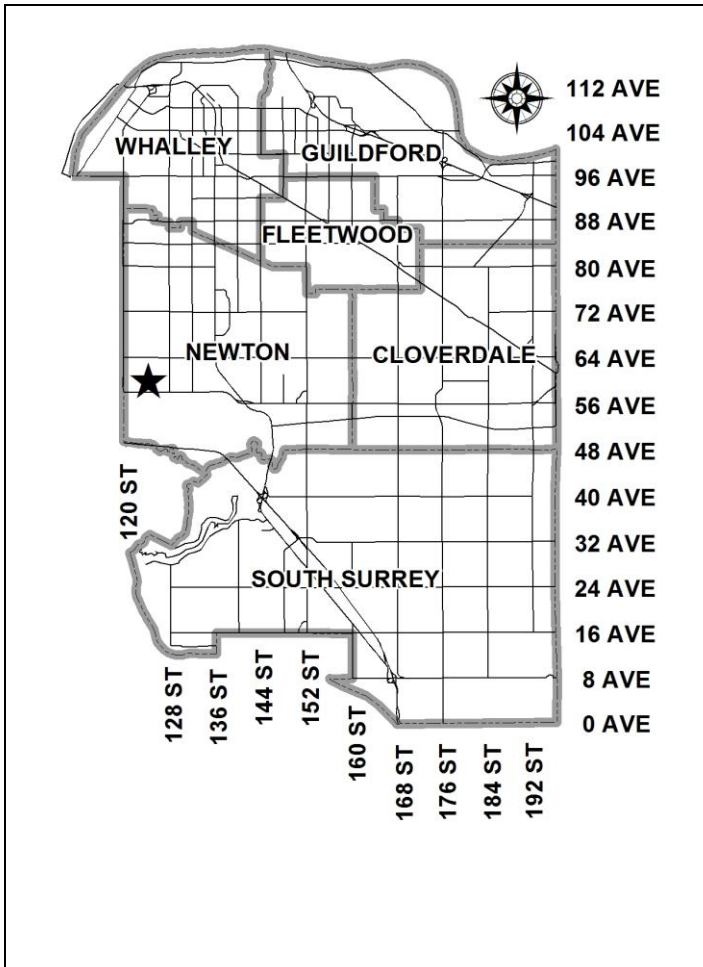 112 AVE
104 AVE
WHALLEY
GUILDFORD
96 AVE
88 AVE
FLEETWOOD
80 AVE
72 AVE
NEWTON
CLOVERDALE
64 AVE
56 AVE
48 AVE
120 ST
40 AVE
32 AVE
SOUTH SURREY
24 AVE
16 AVE
8 AVE
0 AVE
128 ST
136 ST
144 ST
152 ST
160 ST
168 ST
176 ST
184 ST
192 ST